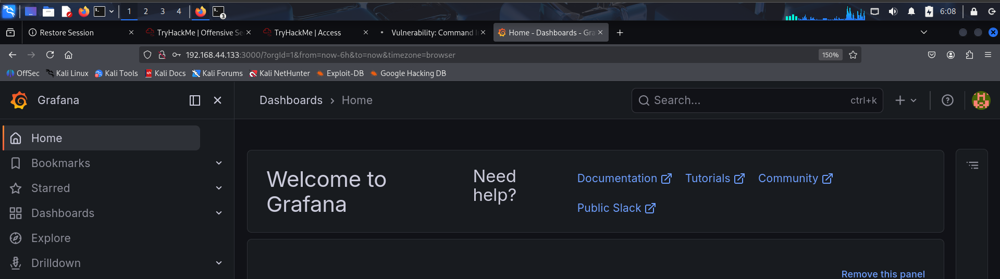 1 2 3 4 3 6:08
Restore Session TryHackMe | Offensive Se TryHackMe | Access Vulnerability: Command I Home - Dashboards - Gra
192.168.44.133:3000/?orgId=1&from=now-6h&to=now&timezone=browser 150%
OffSec Kali Linux Kali Tools Kali Docs Kali Forums Kali NetHunter Exploit-DB Google Hacking DB
Grafana Dashboards › Home Search... ctrl+k
Home
Bookmarks
Starred
Dashboards
Explore
Drilldown
Welcome to
Grafana
Need
help?
Documentation Tutorials Community
Public Slack
Remove this panel